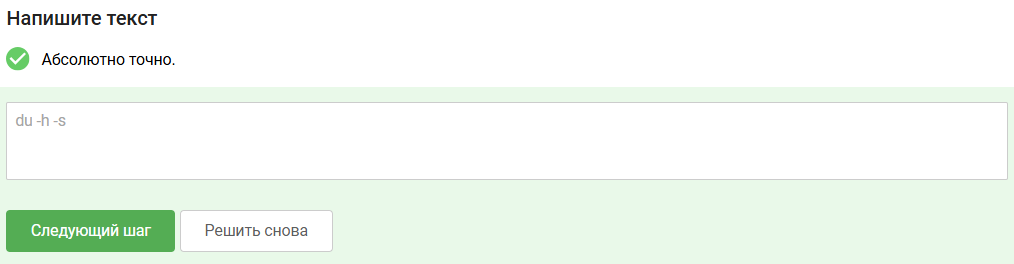 Напишите текст
Абсолютно точно.
du -h -s
Следующий шаг Решить снова